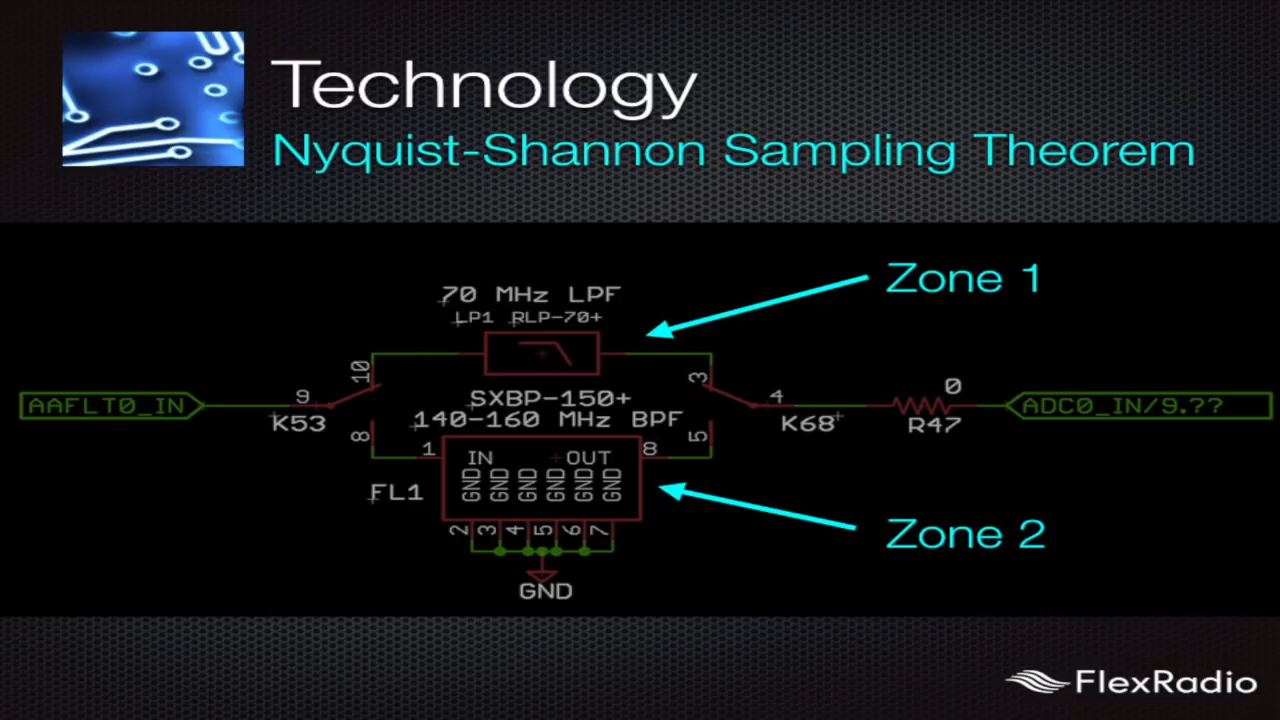 Technology
Nyquist-Shannon Sampling Theorem
Zone 1
70 MHz LPF
LP1 RLP-70+
10
3
SXBP-150+
9
4
0
AAFLT0_IN
ADC0_IN/9.??
K53
140-160 MHz BPF
K68
R47
8
1
8
5
IN OUT
GND GND GND GND GND GND
FL1
2 3 4 5 6 7
Zone 2
GND
FlexRadio